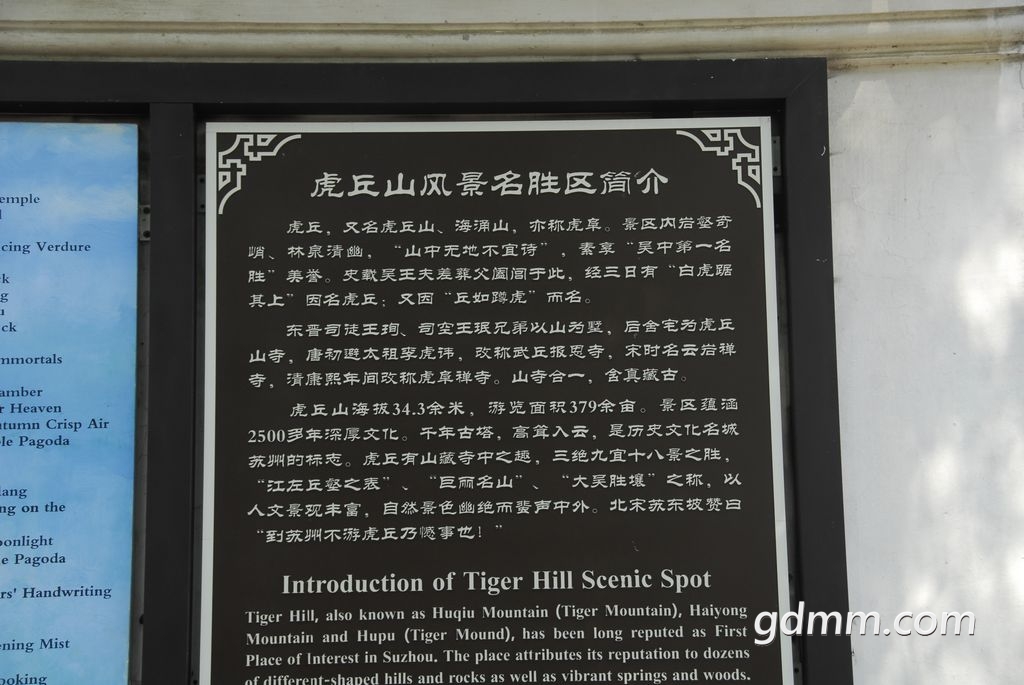 emple
cing Verdure
ck
mmortals
amber
r Heaven
utumn Crisp Air
le Pagoda
lang
ng on the
oonlight
e Pagoda
rs' Handwriting
ening Mist
ooking
虎丘山风景名胜区简介
虎丘，又名虎丘山、海涌山，亦称虎阜。景区内岩壑奇
峭、林泉清幽，“山中无地不宜诗”，素享“吴中第一名
胜”美誉。史载吴王夫差葬父阖闾于此，经三日有“白虎踞
其上”因名虎丘；又因“丘如蹲虎”而名。
东晋司徒王珣、司空王珉兄弟以山为墅，后舍宅为虎丘
山寺，唐初避太祖李虎讳，改称武丘报恩寺，宋时名云岩禅
寺，清康熙年间改称虎阜禅寺。山寺合一，含真藏古。
虎丘山海拔34.3余米，游览面积379余亩。景区蕴涵
2500多年深厚文化。千年古塔，高耸入云，是历史文化名城
苏州的标志。虎丘有山藏寺中之趣，三绝九宜十八景之胜，
“江左丘壑之表”、“巨丽名山”、“大吴胜壤”之称，以
人文景观丰富，自然景色幽绝而蜚声中外。北宋苏东坡赞曰
“到苏州不游虎丘乃憾事也！”
Introduction of Tiger Hill Scenic Spot
Tiger Hill, also known as Huqiu Mountain (Tiger Mountain), Haiyong
Mountain and Hupu (Tiger Mound), has been long reputed as First
Place of Interest in Suzhou. The place attributes its reputation to dozens
of different-shaped hills and rocks as well as vibrant springs and woods.
gdmm.com